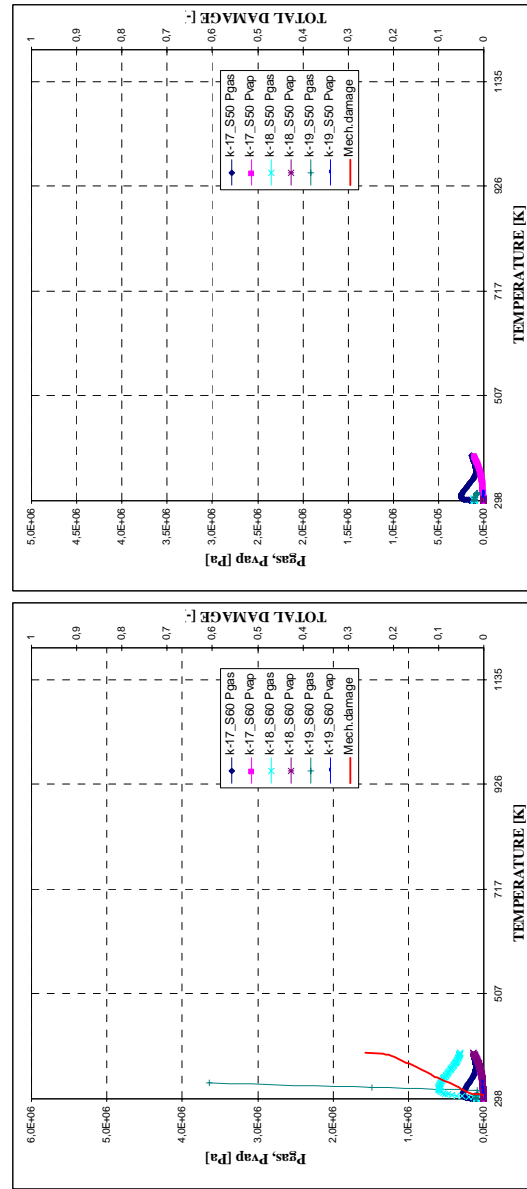 6.0E+06
4.0E+06
3.0E+06
2.0E+06
1.0E+06
0.0E+00
Pgas, Pvap [Pa]
298
507
717
926
1135
TEMPERATURE [K]
1
0.9
0.8
0.7
0.6
0.5
0.4
0.3
0.2
0.1
0
TOTAL DAMAGE [-]
k-17_S60 Pgas
k-17_S60 Pvap
k-18_S60 Pgas
k-18_S60 Pvap
k-19_S60 Pgas
k-19_S60 Pvap
Mech.damage
5.0E+06
4.5E+06
4.0E+06
3.5E+06
3.0E+06
2.5E+06
2.0E+06
1.5E+06
1.0E+06
5.0E+05
0.0E+00
Pgas, Pvap [Pa]
298
507
717
926
1135
TEMPERATURE [K]
1
0.9
0.8
0.7
0.6
0.5
0.4
0.3
0.2
0.1
0
TOTAL DAMAGE [-]
k-17_S50 Pgas
k-17_S50 Pvap
k-18_S50 Pgas
k-18_S50 Pvap
k-19_S50 Pgas
k-19_S50 Pvap
Mech.damage